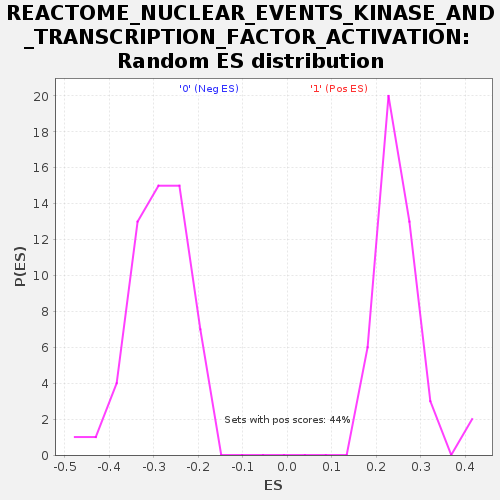 REACTOME_NUCLEAR_EVENTS_KINASE_AND
_TRANSCRIPTION_FACTOR_ACTIVATION:
Random ES distribution
'0' (Neg ES) '1' (Pos ES)
20
18
16
14
12
10
8
6
4
2
0
P(ES)
Sets with pos scores: 44%
-0.5 -0.4 -0.3 -0.2 -0.1 0.0 0.1 0.2 0.3 0.4
ES